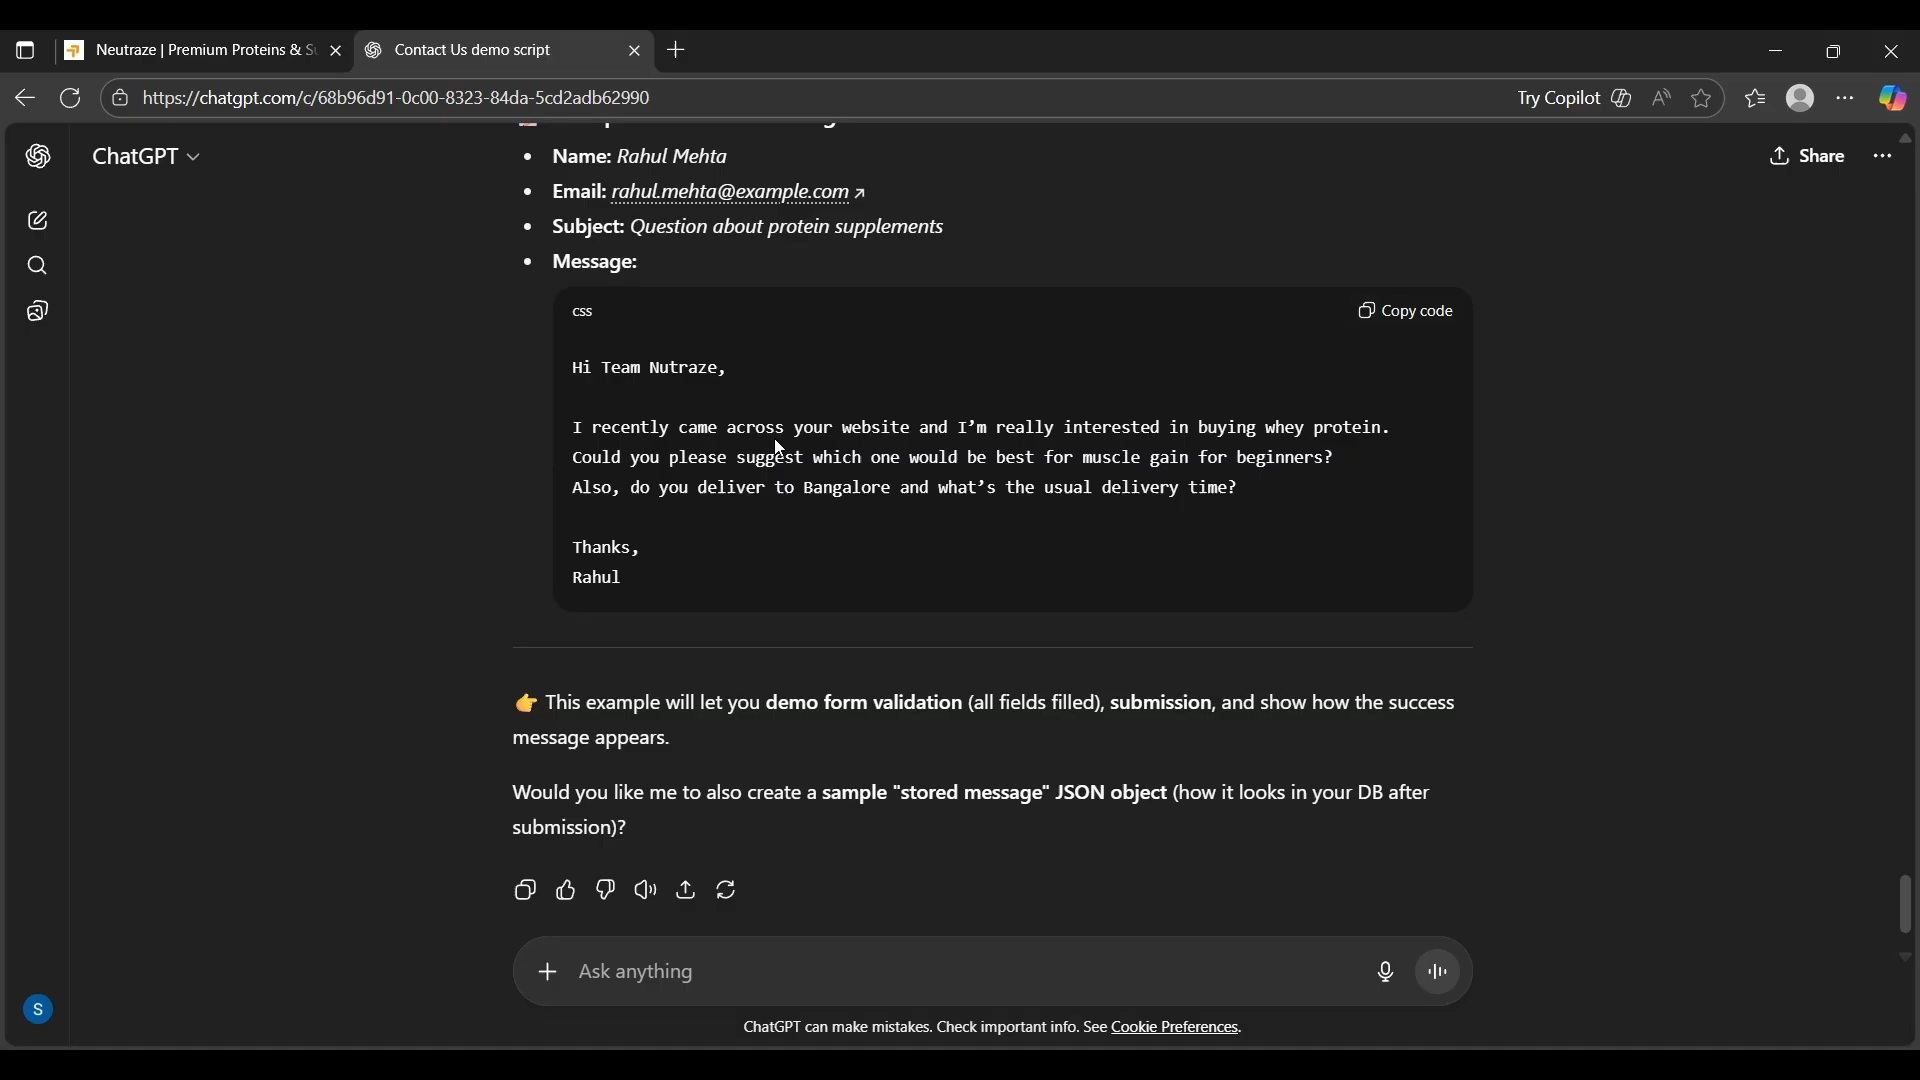 Neutraze | Premium Proteins & Su
Contact Us demo script
https://chatgpt.com/c/68b96d91-0c00-8323-84da-5cd2adb62990
Try Copilot
ChatGPT
Share
• Name: Rahul Mehta
• Email: rahul.mehta@example.com
• Subject: Question about protein supplements
• Message:
css
Copy code
Hi Team Nutraze,
I recently came across your website and I’m really interested in buying whey protein.
Could you please suggest which one would be best for muscle gain for beginners?
Also, do you deliver to Bangalore and what’s the usual delivery time?
Thanks,
Rahul
👉 This example will let you demo form validation (all fields filled), submission, and show how the success
message appears.
Would you like me to also create a sample "stored message" JSON object (how it looks in your DB after
submission)?
Ask anything
S
ChatGPT can make mistakes. Check important info. See Cookie Preferences.